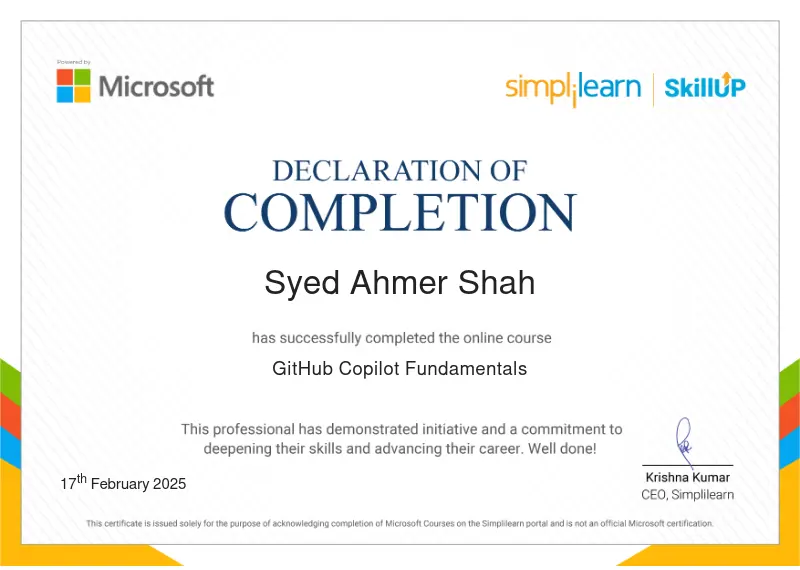 Powered by
Microsoft
simplilearn | SkillUP
DECLARATION OF
COMPLETION
Syed Ahmer Shah
has successfully completed the online course
GitHub Copilot Fundamentals
This professional has demonstrated initiative and a commitment to
deepening their skills and advancing their career. Well done!
17th February 2025
Krishna Kumar
CEO, Simplilearn
This certificate is issued solely for the purpose of acknowledging completion of Microsoft Courses on the Simplilearn portal and is not an official Microsoft certification.